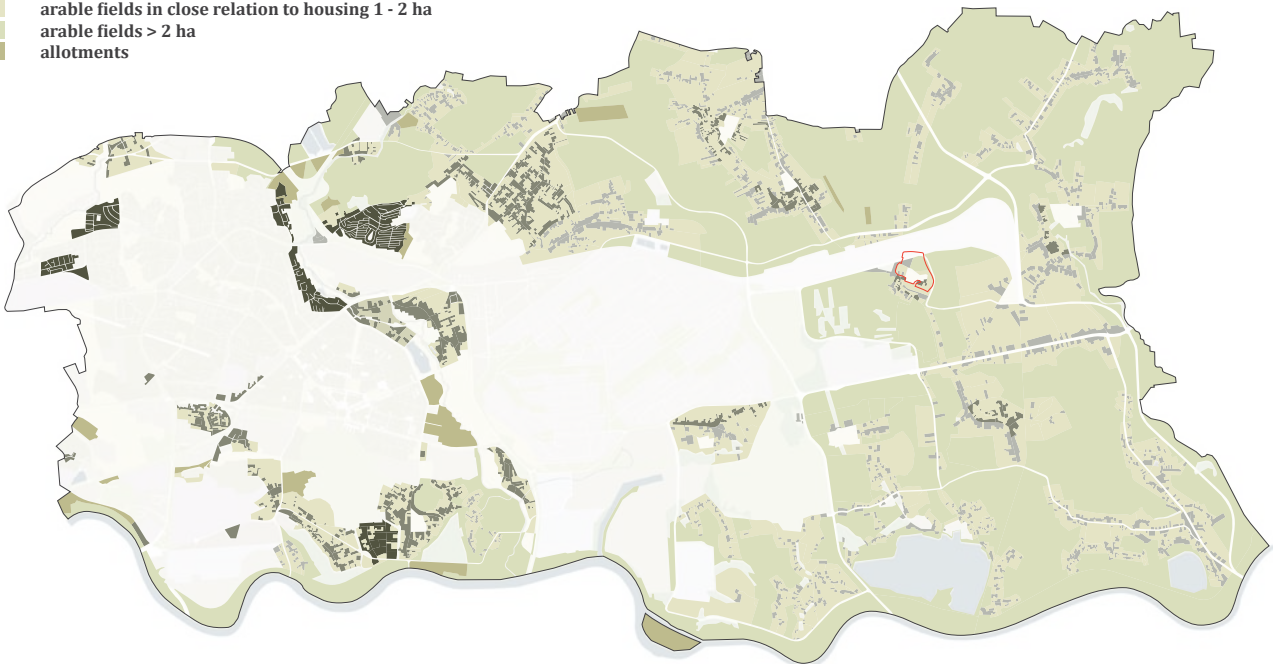 arable fields in close relation to housing 1 - 2 ha
arable fields > 2 ha
allotments